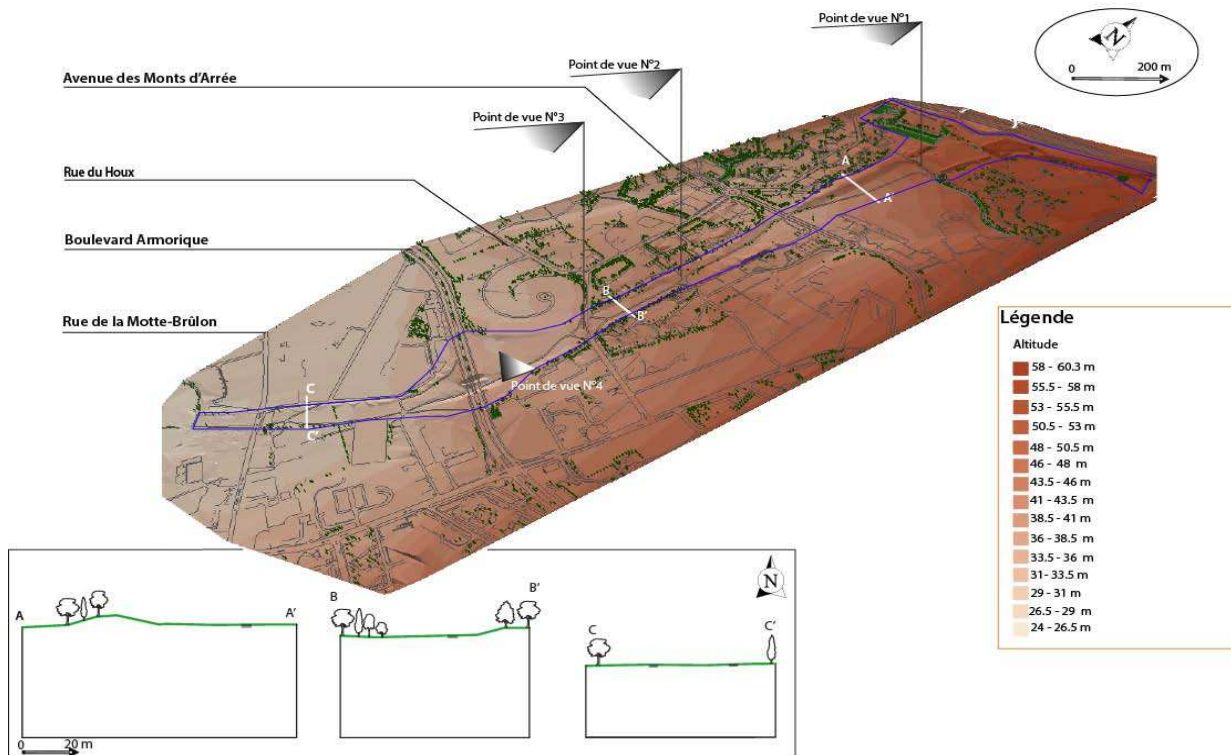 Point de vue N°1
N
0 200 m
Point de vue N°2
Avenue des Monts d'Arrée
Point de vue N°3
Rue du Houx
Boulevard Armorique
Rue de la Motte-Brûlon
A
A'
B
B'
Point de vue N°4
C
C'
Légende
Altitude
58 - 60.3 m
55.5 - 58 m
53 - 55.5 m
50.5 - 53 m
48 - 50.5 m
46 - 48 m
43.5 - 46 m
41 - 43.5 m
38.5 - 41 m
36 - 38.5 m
33.5 - 36 m
31- 33.5 m
29 - 31 m
26.5 - 29 m
24 - 26.5 m
N
A
A'
B
B'
C
C'
0 20 m